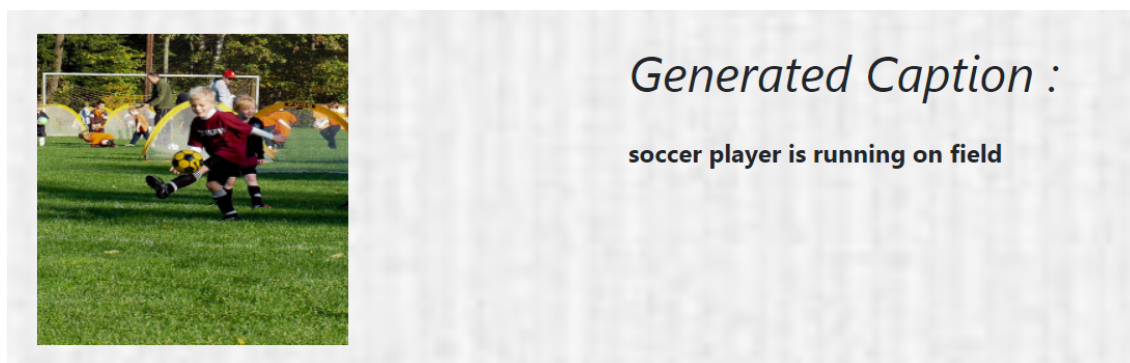 Generated Caption :
soccer player is running on field